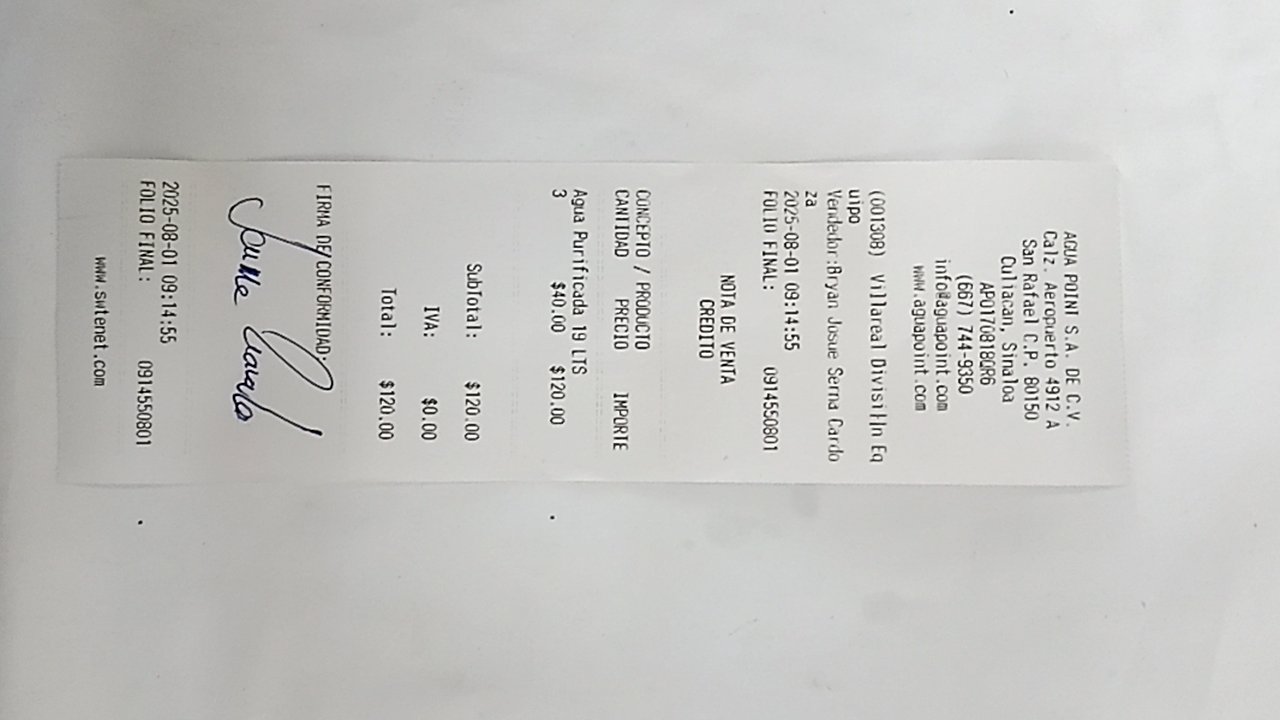 AGUA POINT S.A. DE C.V.
Calz. Aeropuerto 4912 A
San Rafael C.P. 80150
Culiacan, Sinaloa
APO170818QR6
(667) 744-9350
info@aguapoint.com
www.aguapoint.com
(001308) Villareal Divisi⊦n Eq
uipo
Vendedor:Bryan Josue Serna Cardo
za
2025-08-01 09:14:55
FOLIO FINAL: 0914550801
NOTA DE VENTA
CREDITO
CONCEPTO / PRODUCTO
CANTIDAD PRECIO IMPORTE
Agua Purificada 19 LTS
3 $40.00 $120.00
SubTotal: $120.00
IVA: $0.00
Total: $120.00
FIRMA DE CONFORMIDAD:
2025-08-01 09:14:55
FOLIO FINAL: 0914550801
www.swtenet.com